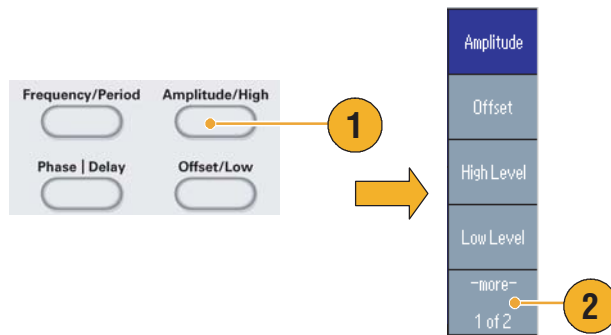 Frequency/Period
Amplitude/High
1
Phase | Delay
Offset/Low
Amplitude
Offset
High Level
Low Level
-more-
1 of 2
2